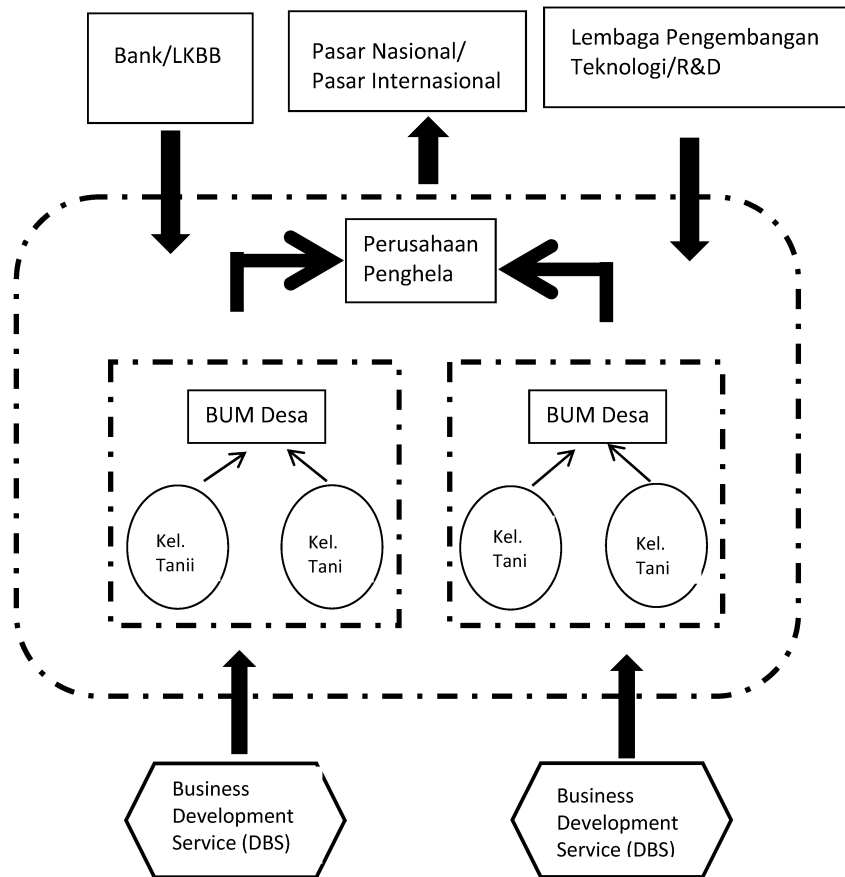 Bank/LKBB
Pasar Nasional/
Pasar Internasional
Lembaga Pengembangan
Teknologi/R&D
Perusahaan
Penghela
BUM Desa
BUM Desa
Kel.
Tanii
Kel.
Tani
Kel.
Tani
Kel.
Tani
Business
Development
Service (DBS)
Business
Development
Service (DBS)